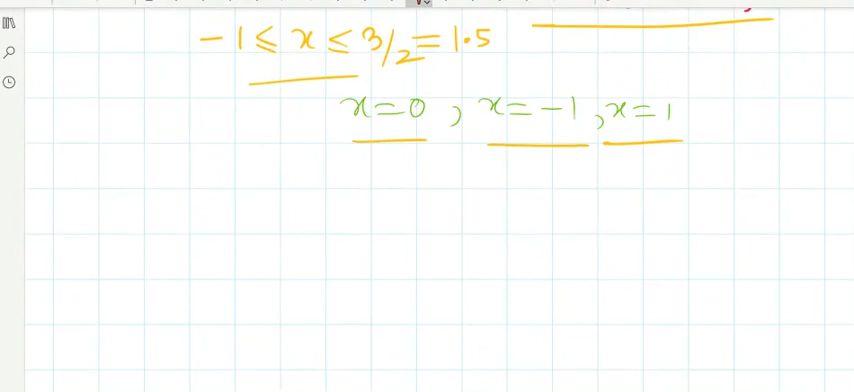 -1 ≤ x ≤ 3/2 = 1.5
x=0 , x=-1 , x=1